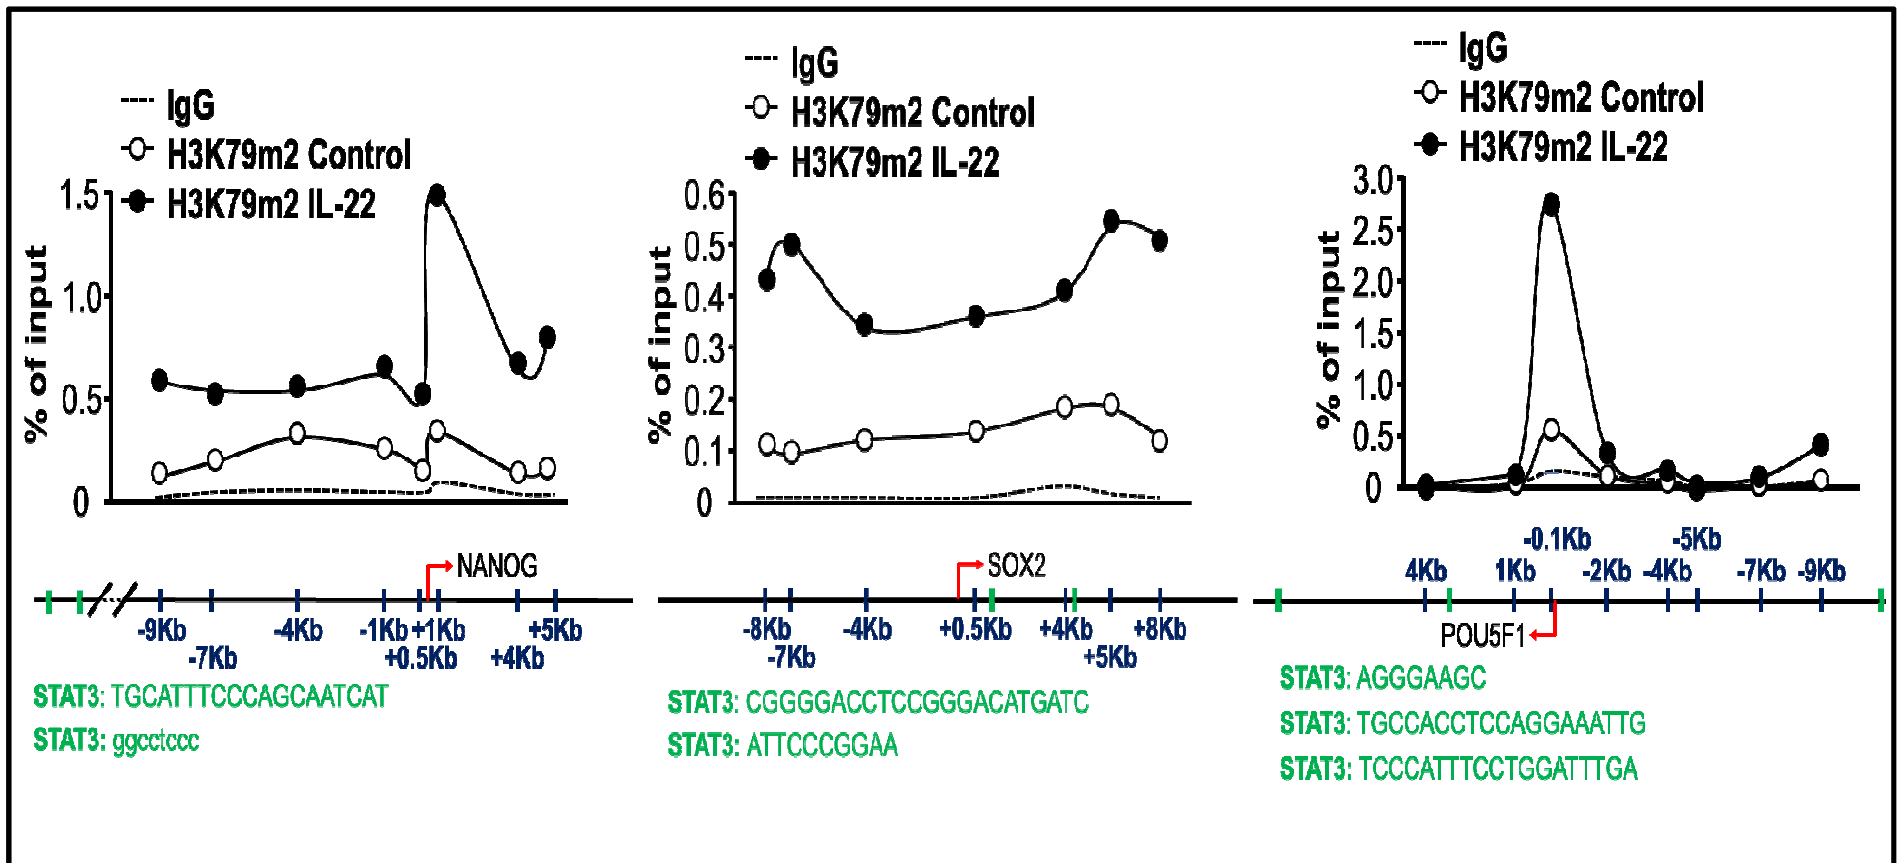 IgG
H3K79m2 Control
H3K79m2 IL-22
1.5
1.0
0.5
0
% of input
NANOG
-9Kb
-7Kb
-4Kb
-1Kb
+0.5Kb
+1Kb
+4Kb
+5Kb
STAT3: TGCATTTCCCAGCAATCAT
STAT3: ggcctccc
IgG
H3K79m2 Control
H3K79m2 IL-22
0.6
0.5
0.4
0.3
0.2
0.1
0
% of input
SOX2
-8Kb
-7Kb
-4Kb
+0.5Kb
+4Kb
+5Kb
+8Kb
STAT3: CGGGGACCTCCGGGACATGATC
STAT3: ATTCCCGGAA
IgG
H3K79m2 Control
H3K79m2 IL-22
3.0
2.5
2.0
1.5
1.0
0.5
0
% of input
4Kb
1Kb
-0.1Kb
-2Kb
-4Kb
-5Kb
-7Kb
-9Kb
POU5F1
STAT3: AGGGAAGC
STAT3: TGCCACCTCCAGGAAATTG
STAT3: TCCCATTTCCTGGATTTGA